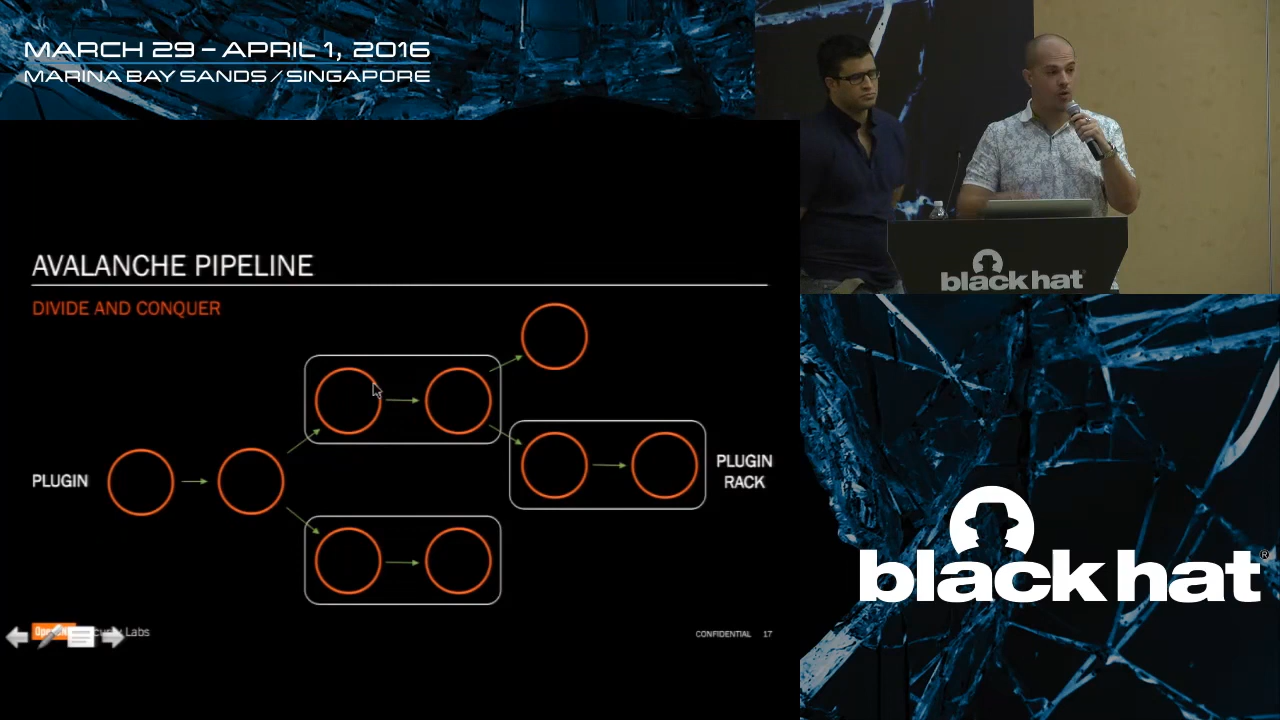 MARCH 29 – APRIL 1, 2016
MARINA BAY SANDS / SINGAPORE
black hat
AVALANCHE PIPELINE
DIVIDE AND CONQUER
PLUGIN
PLUGIN
RACK
Labs
CONFIDENTIAL 17
black hat®